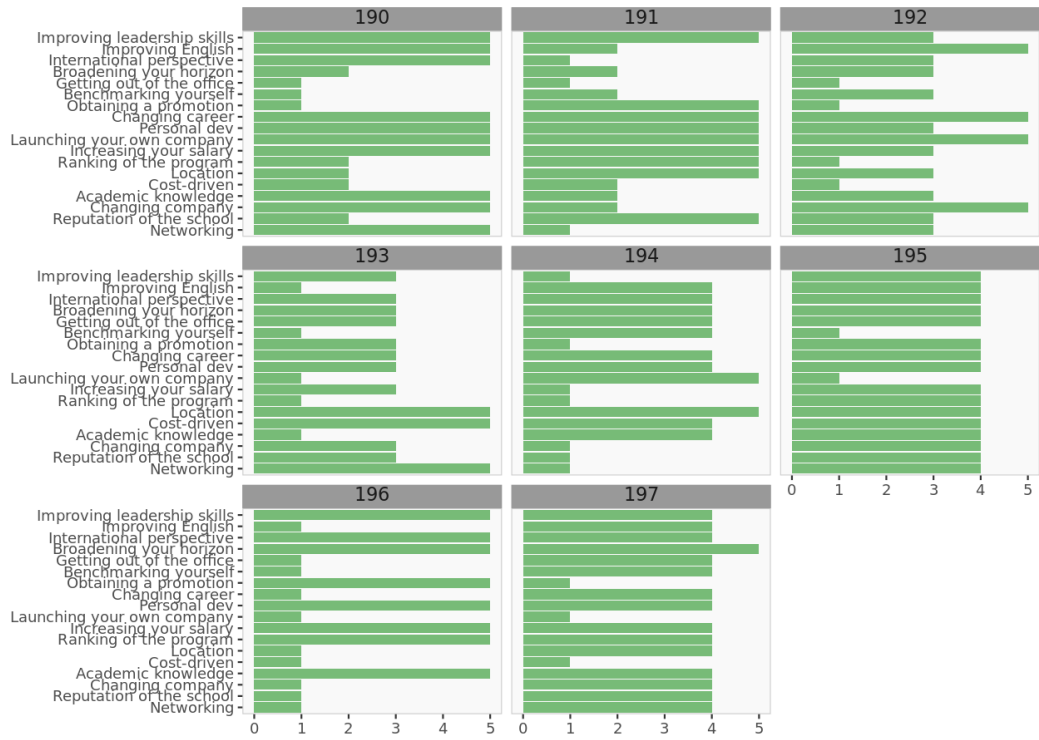 190 191 192
Improving leadership skills
Improving English
International perspective
Broadening your horizon
Getting out of the office
Benchmarking yourself
Obtaining a promotion
Changing career
Personal dev
Launching your own company
Increasing your salary
Ranking of the program
Location
Cost-driven
Academic knowledge
Changing company
Reputation of the school
Networking
193 194 195
Improving leadership skills
Improving English
International perspective
Broadening your horizon
Getting out of the office
Benchmarking yourself
Obtaining a promotion
Changing career
Personal dev
Launching your own company
Increasing your salary
Ranking of the program
Location
Cost-driven
Academic knowledge
Changing company
Reputation of the school
Networking
0 1 2 3 4 5
196 197
Improving leadership skills
Improving English
International perspective
Broadening your horizon
Getting out of the office
Benchmarking yourself
Obtaining a promotion
Changing career
Personal dev
Launching your own company
Increasing your salary
Ranking of the program
Location
Cost-driven
Academic knowledge
Changing company
Reputation of the school
Networking
0 1 2 3 4 5 0 1 2 3 4 5